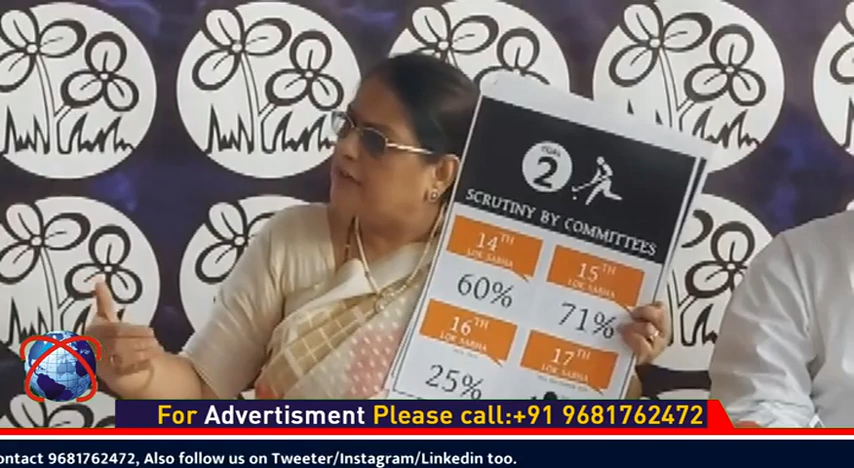 2
SCRUTINY BY COMMITTEES
14TH
LOK SABHA
15TH
LOK SABHA
60%
71%
16TH
LOK SABHA
17TH
LOK SABHA
25%
For Advertisment Please call:+91 9681762472
ontact 9681762472, Also follow us on Tweeter/Instagram/Linkedin too.